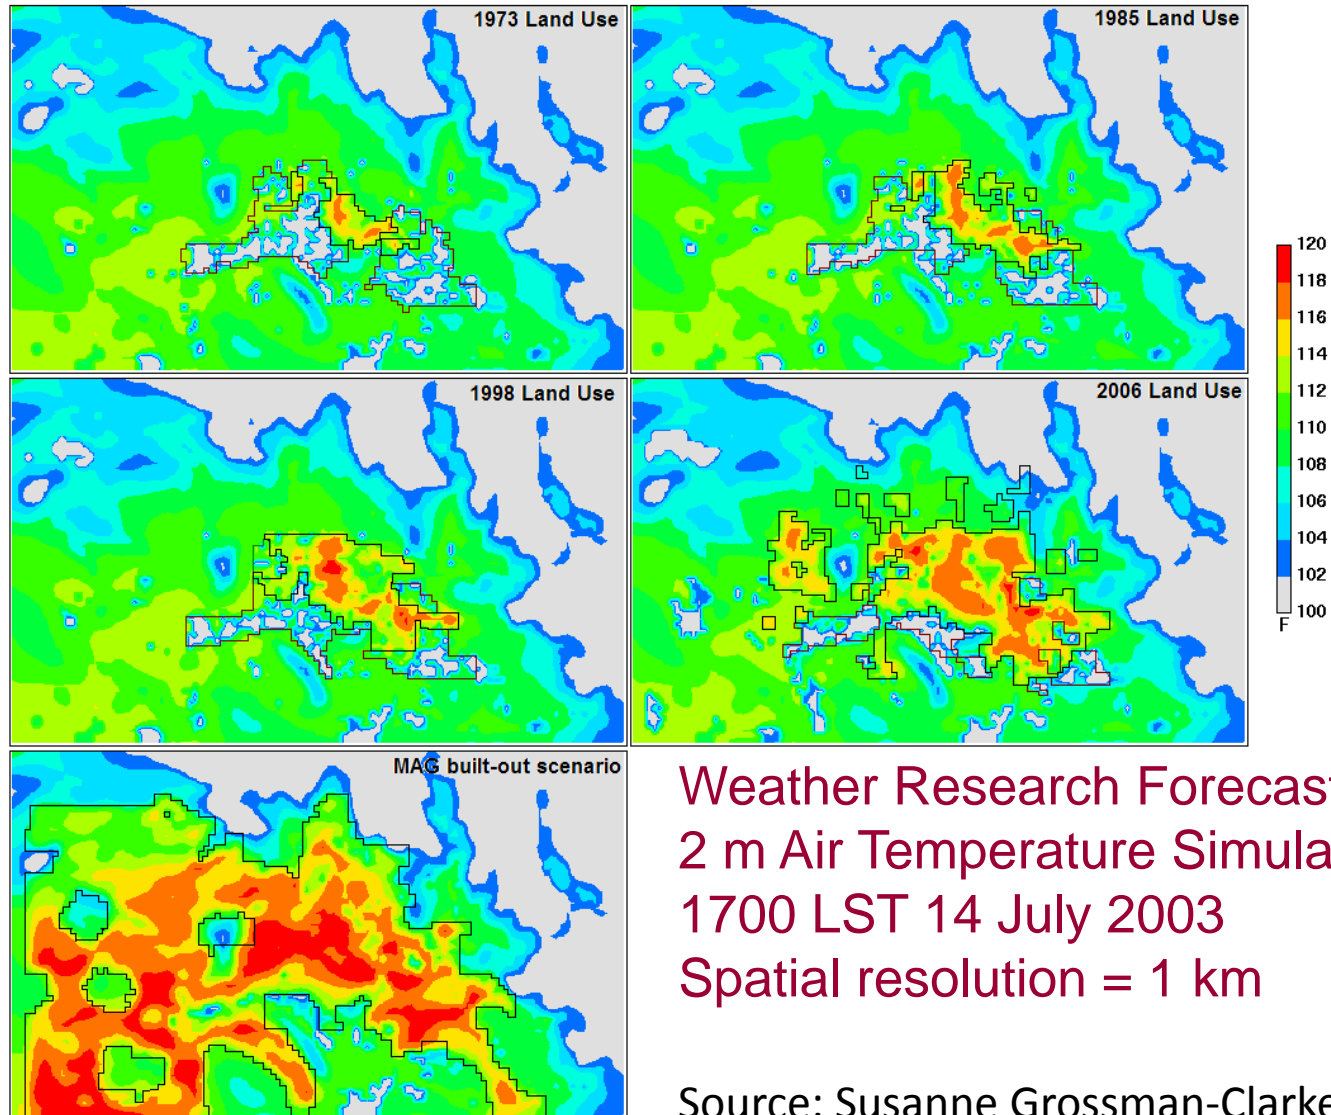 1973 Land Use
1985 Land Use
1998 Land Use
2006 Land Use
120
118
116
114
112
110
108
106
104
102
100
F
MAG built-out scenario
Weather Research Forecast
2 m Air Temperature Simula
1700 LST 14 July 2003
Spatial resolution = 1 km
Source: Susanne Grossman-Clarke